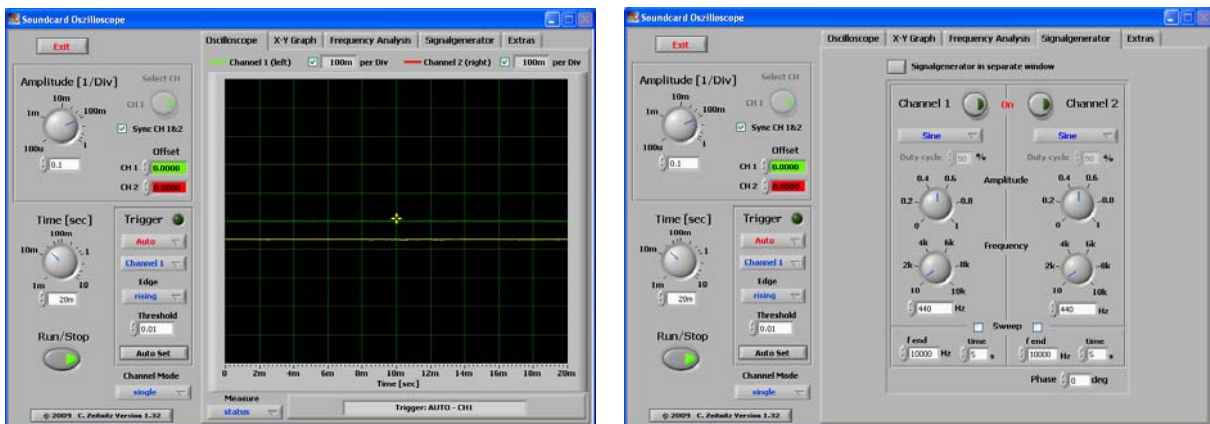 Soundcard Oszilloscope
Exit
Amplitude [1/Div]
Select CH
10m
1m
100m
100u
1
CH 1
Sync CH 1&2
Offset
0.1
CH 1 0.0000
CH 2 0.0000
Time [sec]
100m
10m
.1
1m
10
20m
Run/Stop
Trigger
Auto
Channel 1
Edge
rising
Threshold
0.01
Auto Set
Channel Mode
single
© 2009 C. Zeitnitz Version 1.32
Oscilloscope X-Y Graph Frequency Analysis Signalgenerator Extras
Channel 1 (left) 100m per Div Channel 2 (right) 100m per Div
0 2m 4m 6m 8m 10m 12m 14m 16m 18m 20m
Time [sec]
Measure
status
Trigger: AUTO - CH1
Soundcard Oszilloscope
Exit
Amplitude [1/Div]
Select CH
10m
1m
100m
100u
1
CH 1
Sync CH 1&2
Offset
0.1
CH 1 0.0000
CH 2 0.0000
Time [sec]
100m
10m
.1
1m
10
20m
Run/Stop
Trigger
Auto
Channel 1
Edge
rising
Threshold
0.01
Auto Set
Channel Mode
single
© 2009 C. Zeitnitz Version 1.32
Oscilloscope X-Y Graph Frequency Analysis Signalgenerator Extras
Signalgenerator in separate window
Channel 1 On Channel 2
Sine Sine
Duty cycle 50 % Duty cycle 50 %
0.4 0.6 Amplitude 0.4 0.6
0.2 0.8 0.2 0.8
0 1 0 1
4k 6k Frequency 4k 6k
2k 8k 2k 8k
10 10k 10 10k
440 Hz 440 Hz
Sweep
f end time f end time
10000 Hz 5 s 10000 Hz 5 s
Phase 0 deg